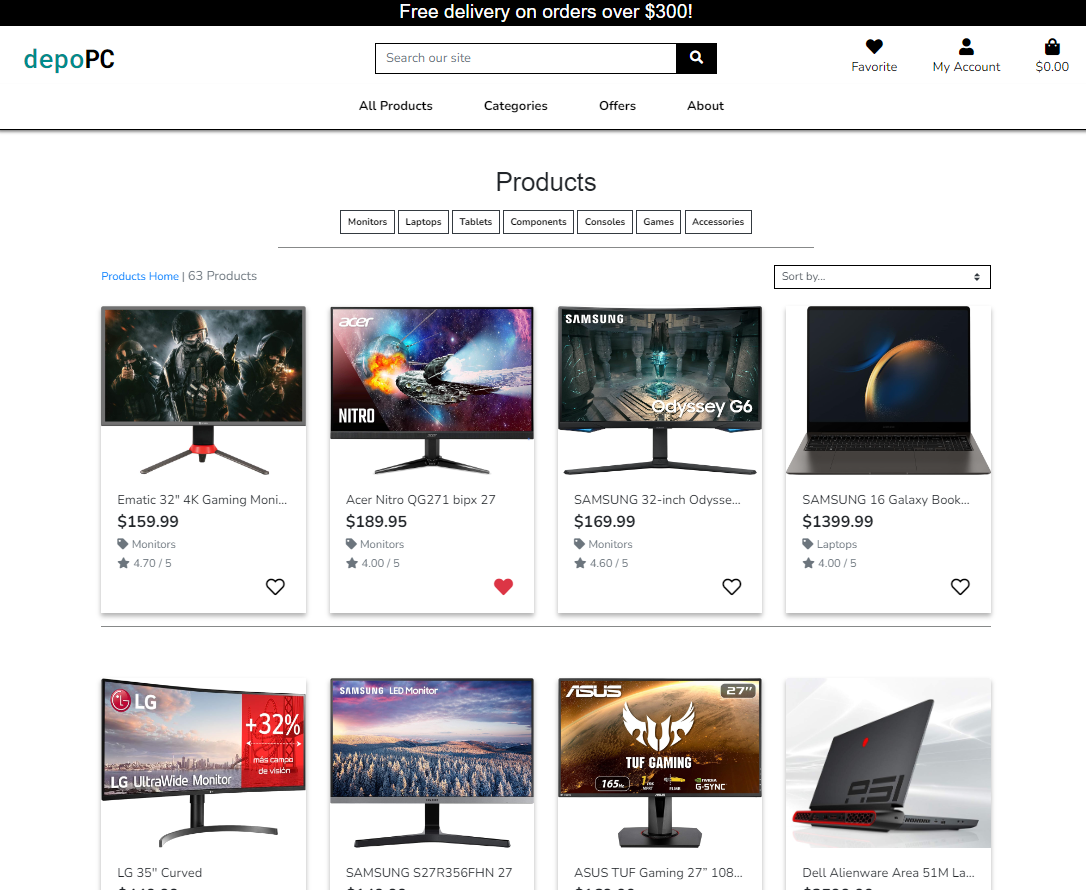 Free delivery on orders over $300!
depoPC
Search our site
Favorite
My Account
$0.00
All Products
Categories
Offers
About
Products
Monitors
Laptops
Tablets
Components
Consoles
Games
Accessories
Products Home | 63 Products
Sort by...
acer
NITRO
SAMSUNG
Odyssey G6
Ematic 32" 4K Gaming Moni...
$159.99
Monitors
4.70 / 5
Acer Nitro QG271 bipx 27
$189.95
Monitors
4.00 / 5
SAMSUNG 32-inch Odysse...
$169.99
Monitors
4.60 / 5
SAMSUNG 16 Galaxy Book...
$1399.99
Laptops
4.00 / 5
LG
+32%
más campo
de visión
LG UltraWide Monitor
SAMSUNG LED Monitor
ASUS
27"
TUF GAMING
165Hz
G-SYNC
LG 35" Curved
SAMSUNG S27R356FHN 27
ASUS TUF Gaming 27” 108...
Dell Alienware Area 51M La...